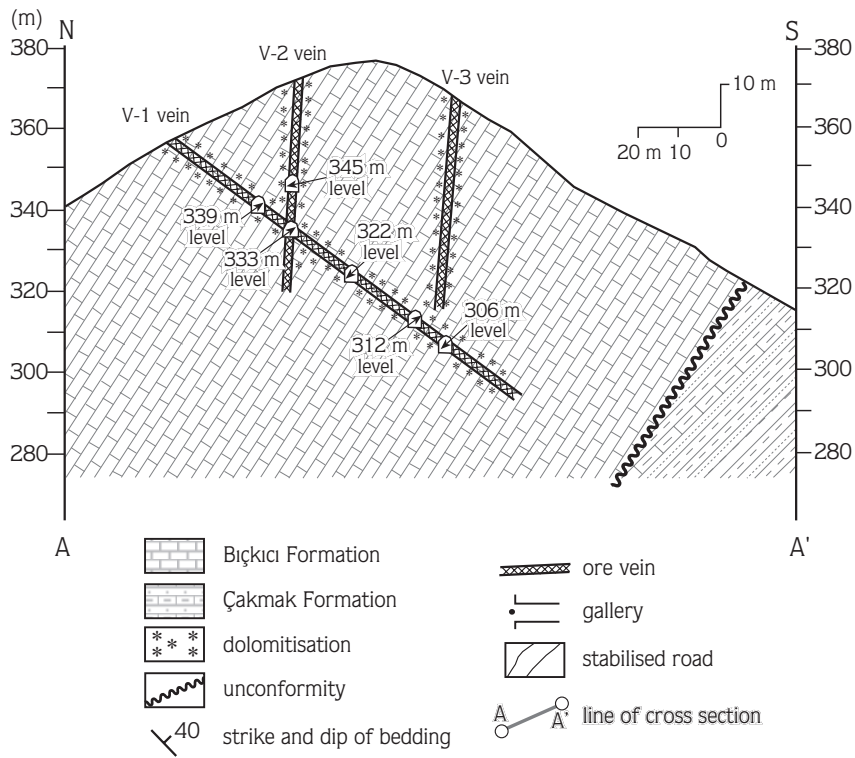 (m)
N
S
380
360
340
320
300
280
380
360
340
320
300
280
V-1 vein
V-2 vein
V-3 vein
10 m
20 m 10
0
345 m
level
339 m
level
333 m
level
322 m
level
312 m
level
306 m
level
A
A'
Bıçkıcı Formation
Çakmak Formation
dolomitisation
unconformity
40
strike and dip of bedding
ore vein
gallery
stabilised road
A
A'
line of cross section